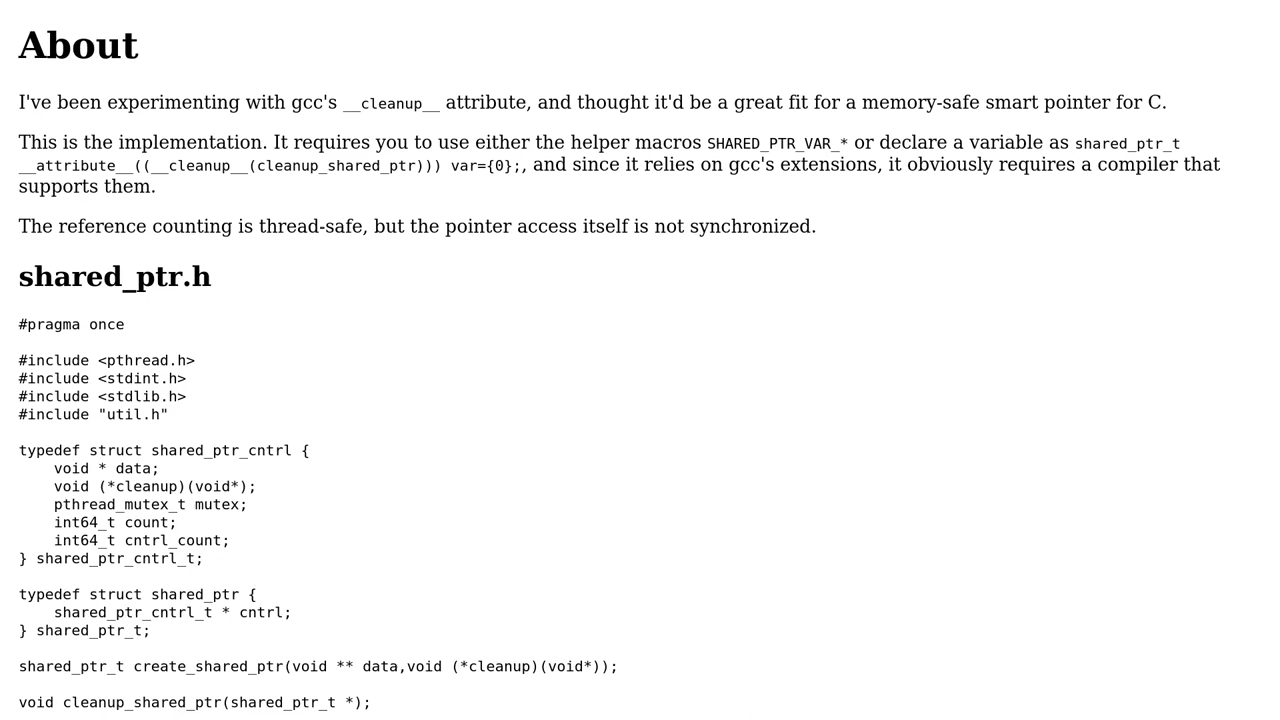 About
I've been experimenting with gcc's __cleanup__ attribute, and thought it'd be a great fit for a memory-safe smart pointer for C.
This is the implementation. It requires you to use either the helper macros SHARED_PTR_VAR_* or declare a variable as shared_ptr_t
__attribute__((__cleanup__(cleanup_shared_ptr))) var={0};, and since it relies on gcc's extensions, it obviously requires a compiler that
supports them.
The reference counting is thread-safe, but the pointer access itself is not synchronized.
shared_ptr.h
#pragma once
#include <pthread.h>
#include <stdint.h>
#include <stdlib.h>
#include "util.h"
typedef struct shared_ptr_cntrl {
    void * data;
    void (*cleanup)(void*);
    pthread_mutex_t mutex;
    int64_t count;
    int64_t cntrl_count;
} shared_ptr_cntrl_t;
typedef struct shared_ptr {
    shared_ptr_cntrl_t * cntrl;
} shared_ptr_t;
shared_ptr_t create_shared_ptr(void ** data,void (*cleanup)(void*));
void cleanup_shared_ptr(shared_ptr_t *);